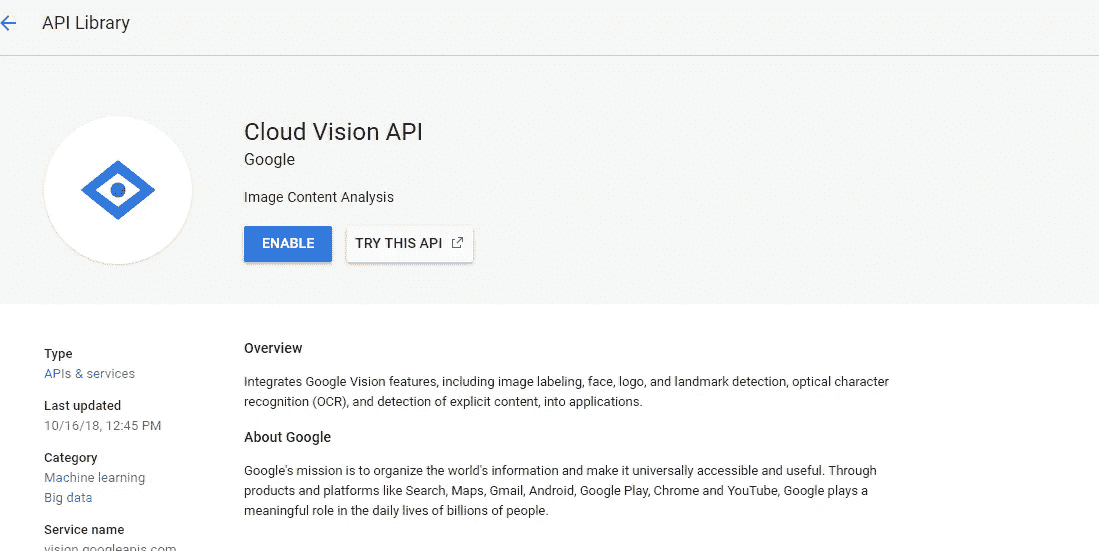 API Library
Cloud Vision API
Google
Image Content Analysis
ENABLE
TRY THIS API
Type
APIs & services
Last updated
10/16/18, 12:45 PM
Category
Machine learning
Big data
Service name
vision.googleapis.com
Overview
Integrates Google Vision features, including image labeling, face, logo, and landmark detection, optical character
recognition (OCR), and detection of explicit content, into applications.
About Google
Google's mission is to organize the world's information and make it universally accessible and useful. Through
products and platforms like Search, Maps, Gmail, Android, Google Play, Chrome and YouTube, Google plays a
meaningful role in the daily lives of billions of people.